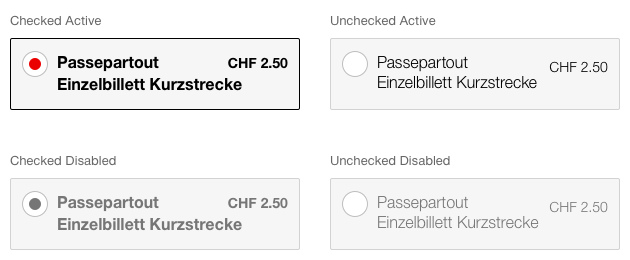 Checked Active
Unchecked Active
Passepartout CHF 2.50
Einzelbillett Kurzstrecke
Passepartout CHF 2.50
Einzelbillett Kurzstrecke
Checked Disabled
Unchecked Disabled
Passepartout CHF 2.50
Einzelbillett Kurzstrecke
Passepartout CHF 2.50
Einzelbillett Kurzstrecke